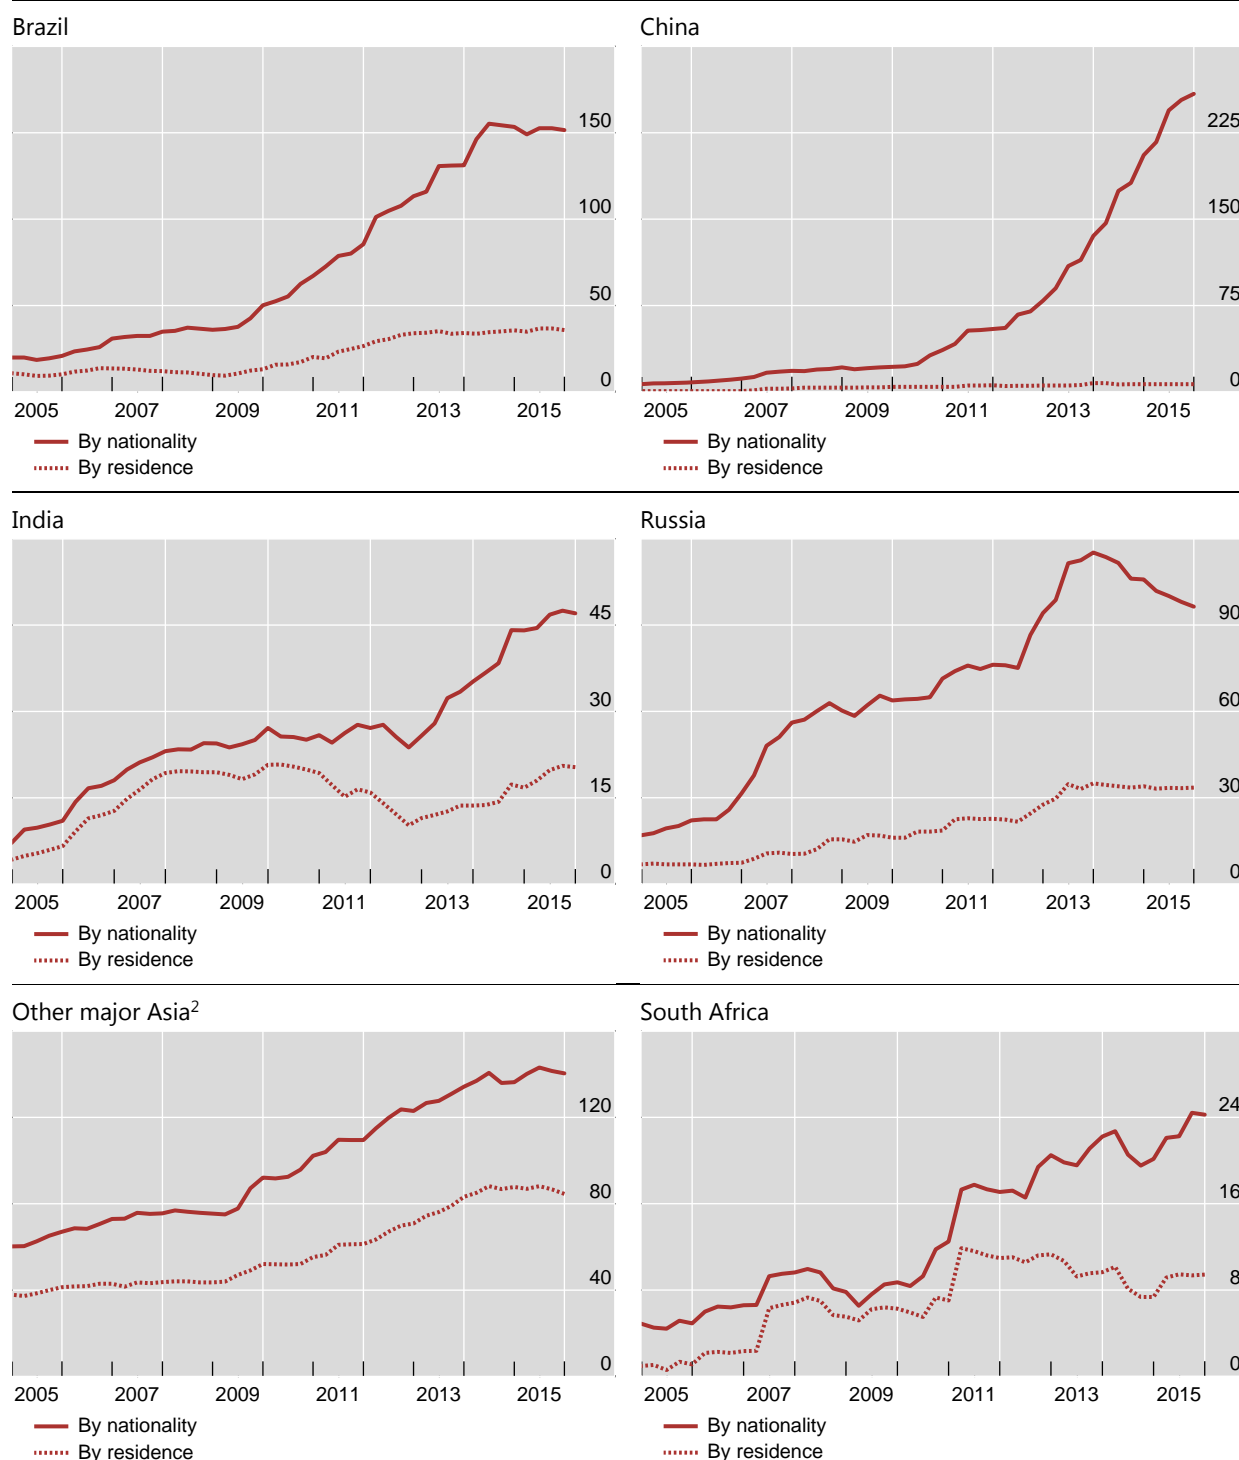 Brazil
150
100
50
0
2005 2007 2009 2011 2013 2015
By nationality
By residence
China
225
150
75
0
2005 2007 2009 2011 2013 2015
By nationality
By residence
India
45
30
15
0
2005 2007 2009 2011 2013 2015
By nationality
By residence
Russia
90
60
30
0
2005 2007 2009 2011 2013 2015
By nationality
By residence
Other major Asia²
120
80
40
0
2005 2007 2009 2011 2013 2015
By nationality
By residence
South Africa
24
16
8
0
2005 2007 2009 2011 2013 2015
By nationality
By residence